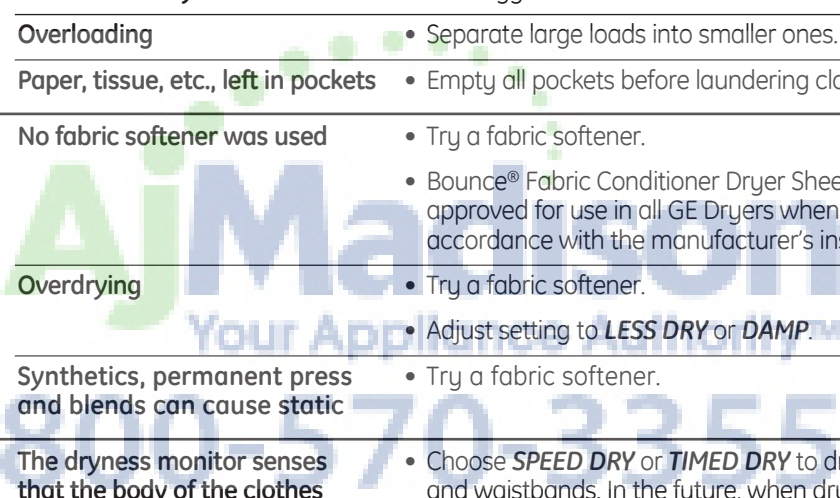 Overloading • Separate large loads into smaller ones.
Paper, tissue, etc., left in pockets • Empty all pockets before laundering
No fabric softener was used • Try a fabric softener.
• Bounce® Fabric Conditioner Dryer
approved for use in all GE Dryers when
accordance with the manufacturer's
Overdrying • Try a fabric softener.
• Adjust setting to LESS DRY or DAMP.
Synthetics, permanent press • Try a fabric softener.
and blends can cause static
The dryness monitor senses • Choose SPEED DRY or TIMED DRY to
that the body of the clothes and waistbands. In the future, when
AjMadison
Your Appliance Authority™
800-570-3355